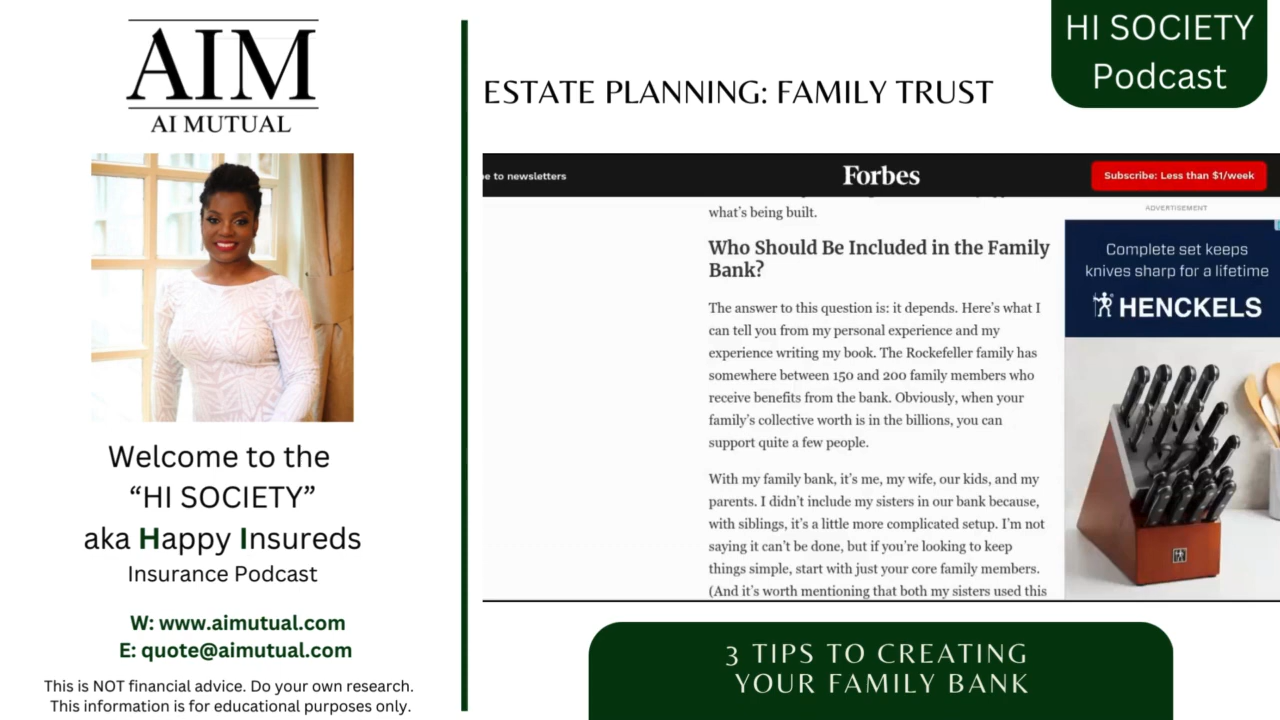 AIM
AI MUTUAL
Welcome to the
“HI SOCIETY”
aka Happy Insureds
Insurance Podcast
W: www.aimutual.com
E: quote@aimutual.com
This is NOT financial advice. Do your own research.
This information is for educational purposes only.
ESTATE PLANNING: FAMILY TRUST
HI SOCIETY
Podcast
to newsletters
Forbes
Subscribe: Less than $1/week
what’s being built.
Who Should Be Included in the Family
Bank?
The answer to this question is: it depends. Here’s what I
can tell you from my personal experience and my
experience writing my book. The Rockefeller family has
somewhere between 150 and 200 family members who
receive benefits from the bank. Obviously, when your
family’s collective worth is in the billions, you can
support quite a few people.
With my family bank, it’s me, my wife, our kids, and my
parents. I didn’t include my sisters in our bank because,
with siblings, it’s a little more complicated setup. I’m not
saying it can’t be done, but if you’re looking to keep
things simple, start with just your core family members.
(And it’s worth mentioning that both my sisters used this
ADVERTISEMENT
Complete set keeps
knives sharp for a lifetime
HENCKELS
3 TIPS TO CREATING
YOUR FAMILY BANK